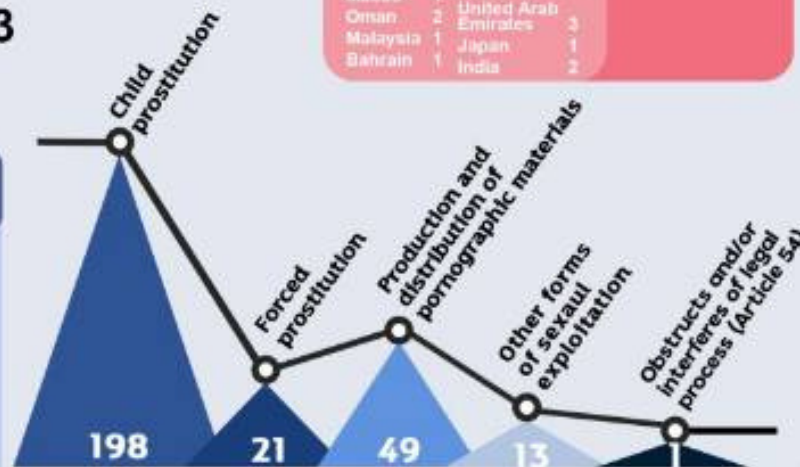 3
Oman 2
Malaysia 1
Bahrain 1
United Arab
Emirates 3
Japan 1
India 2
Child
prostitution
Forced
prostitution
Production and
distribution of
pornographic materials
Other forms
of sexaul
exploitation
Obstructs and/or
interferes of legal
process (Article 54)
198
21
49
13
1